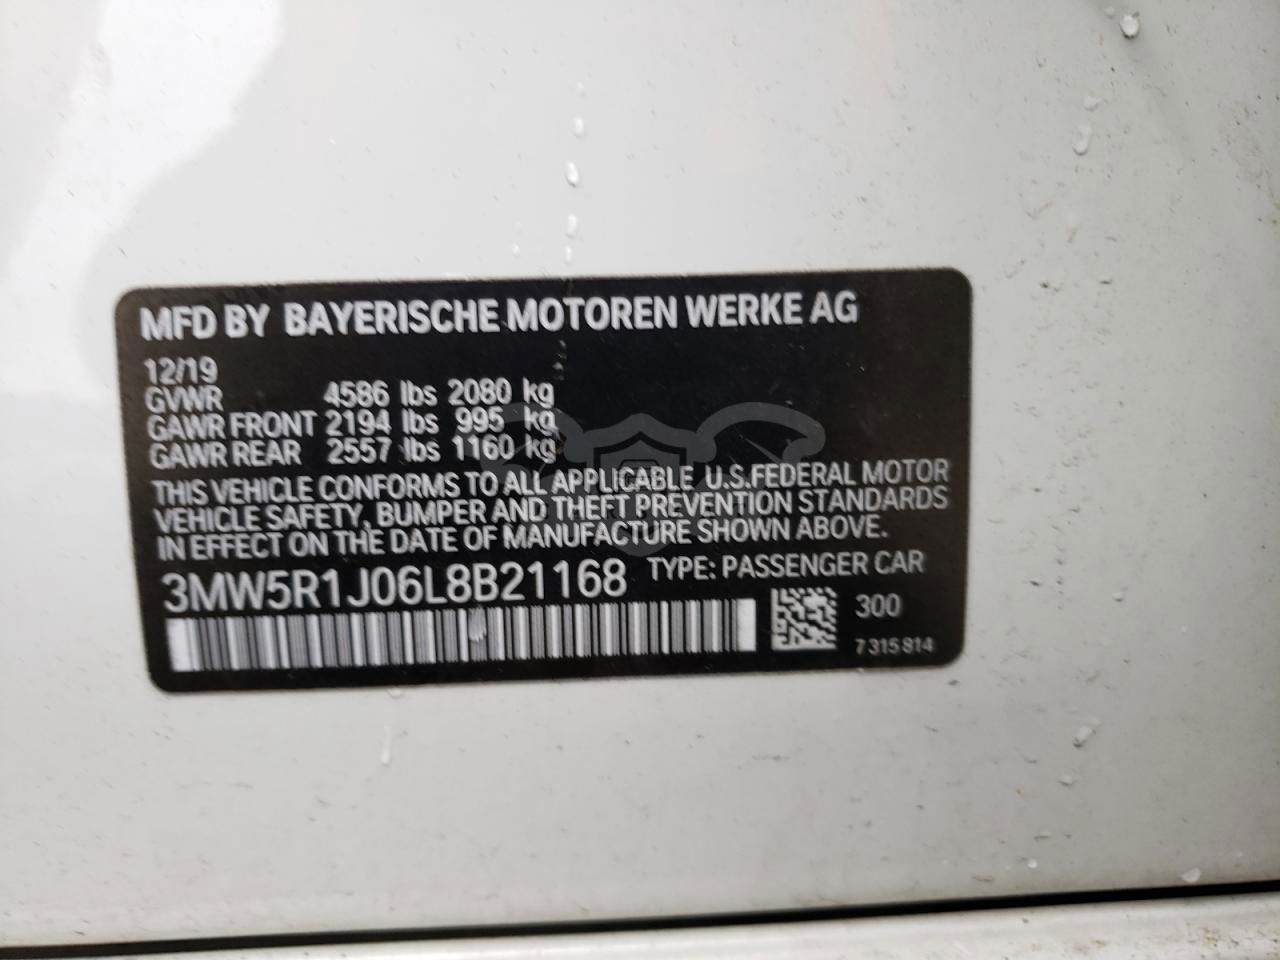 MFD BY BAYERISCHE MOTOREN WERKE AG
12/19
GVWR 4586 lbs 2080 kg
GAWR FRONT 2194 lbs 995 kg
GAWR REAR 2557 lbs 1160 kg
THIS VEHICLE CONFORMS TO ALL APPLICABLE U.S.FEDERAL MOTOR
VEHICLE SAFETY, BUMPER AND THEFT PREVENTION STANDARDS
IN EFFECT ON THE DATE OF MANUFACTURE SHOWN ABOVE.
3MW5R1J06L8B21168 TYPE: PASSENGER CAR
300
7 315 814